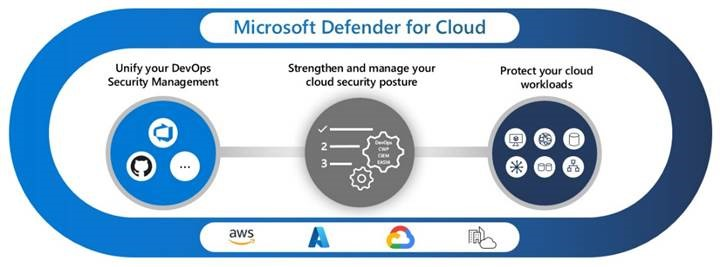 Microsoft Defender for Cloud
Unify your DevOps
Security Management
Strengthen and manage your
cloud security posture
Protect your cloud
workloads
...
2
3
DevOps
CWP
CIEM
EASM
aws